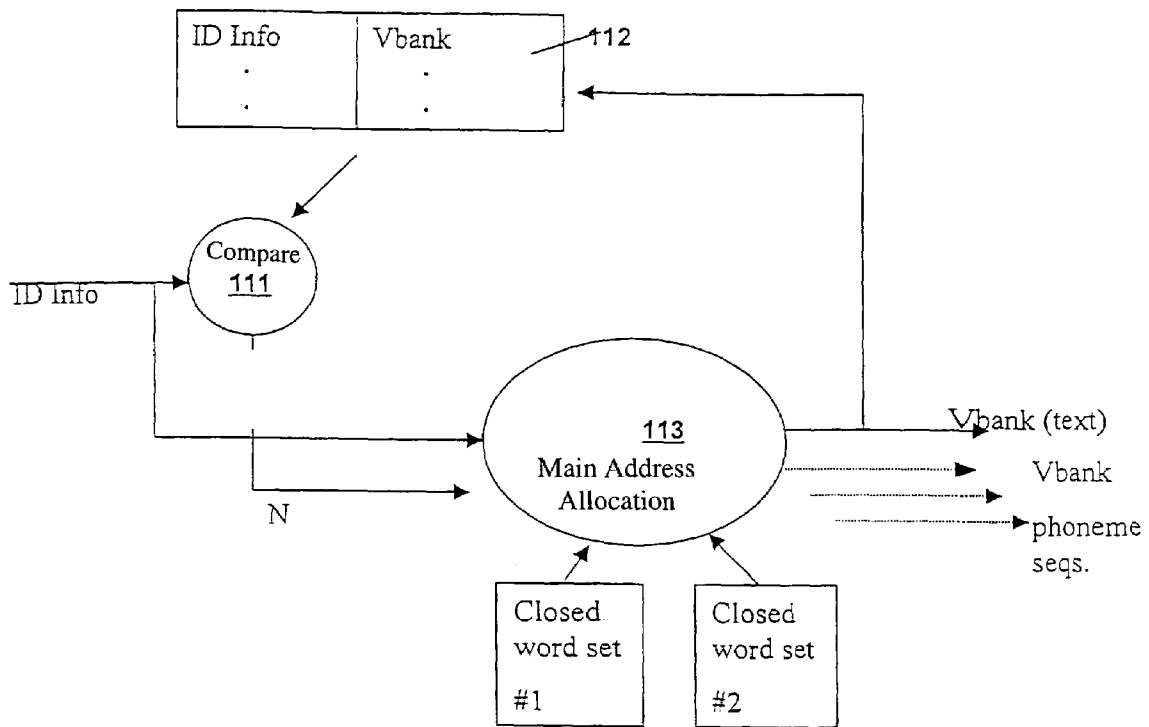 ID Info
Vbank
112
Compare
111
ID Info
113
Main Address
Allocation
N
Vbank (text)
Vbank
phoneme
seqs.
Closed
word set
#1
Closed
word set
#2